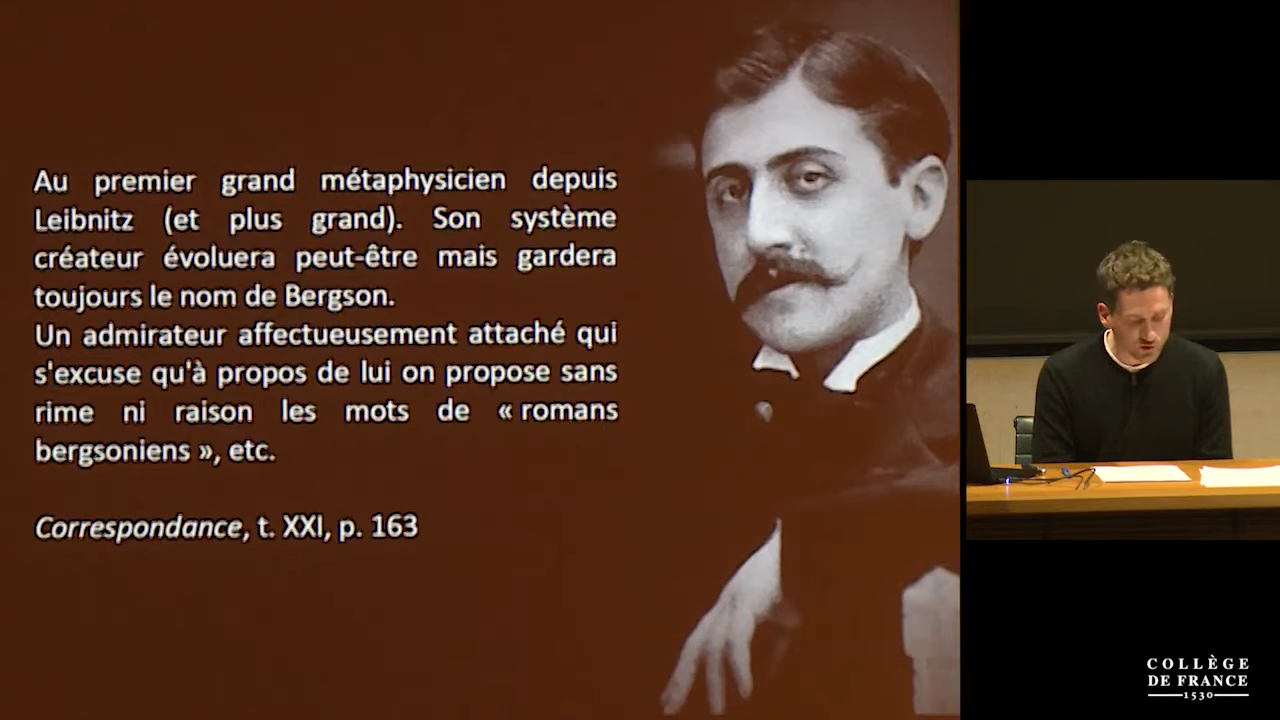 Au premier grand métaphysicien depuis
Leibnitz (et plus grand). Son système
créateur évoluera peut-être mais gardera
toujours le nom de Bergson.
Un admirateur affectueusement attaché qui
s'excuse qu'à propos de lui on propose sans
rime ni raison les mots de « romans
bergsoniens », etc.
Correspondance, t. XXI, p. 163
COLLÈGE
DE FRANCE
1530